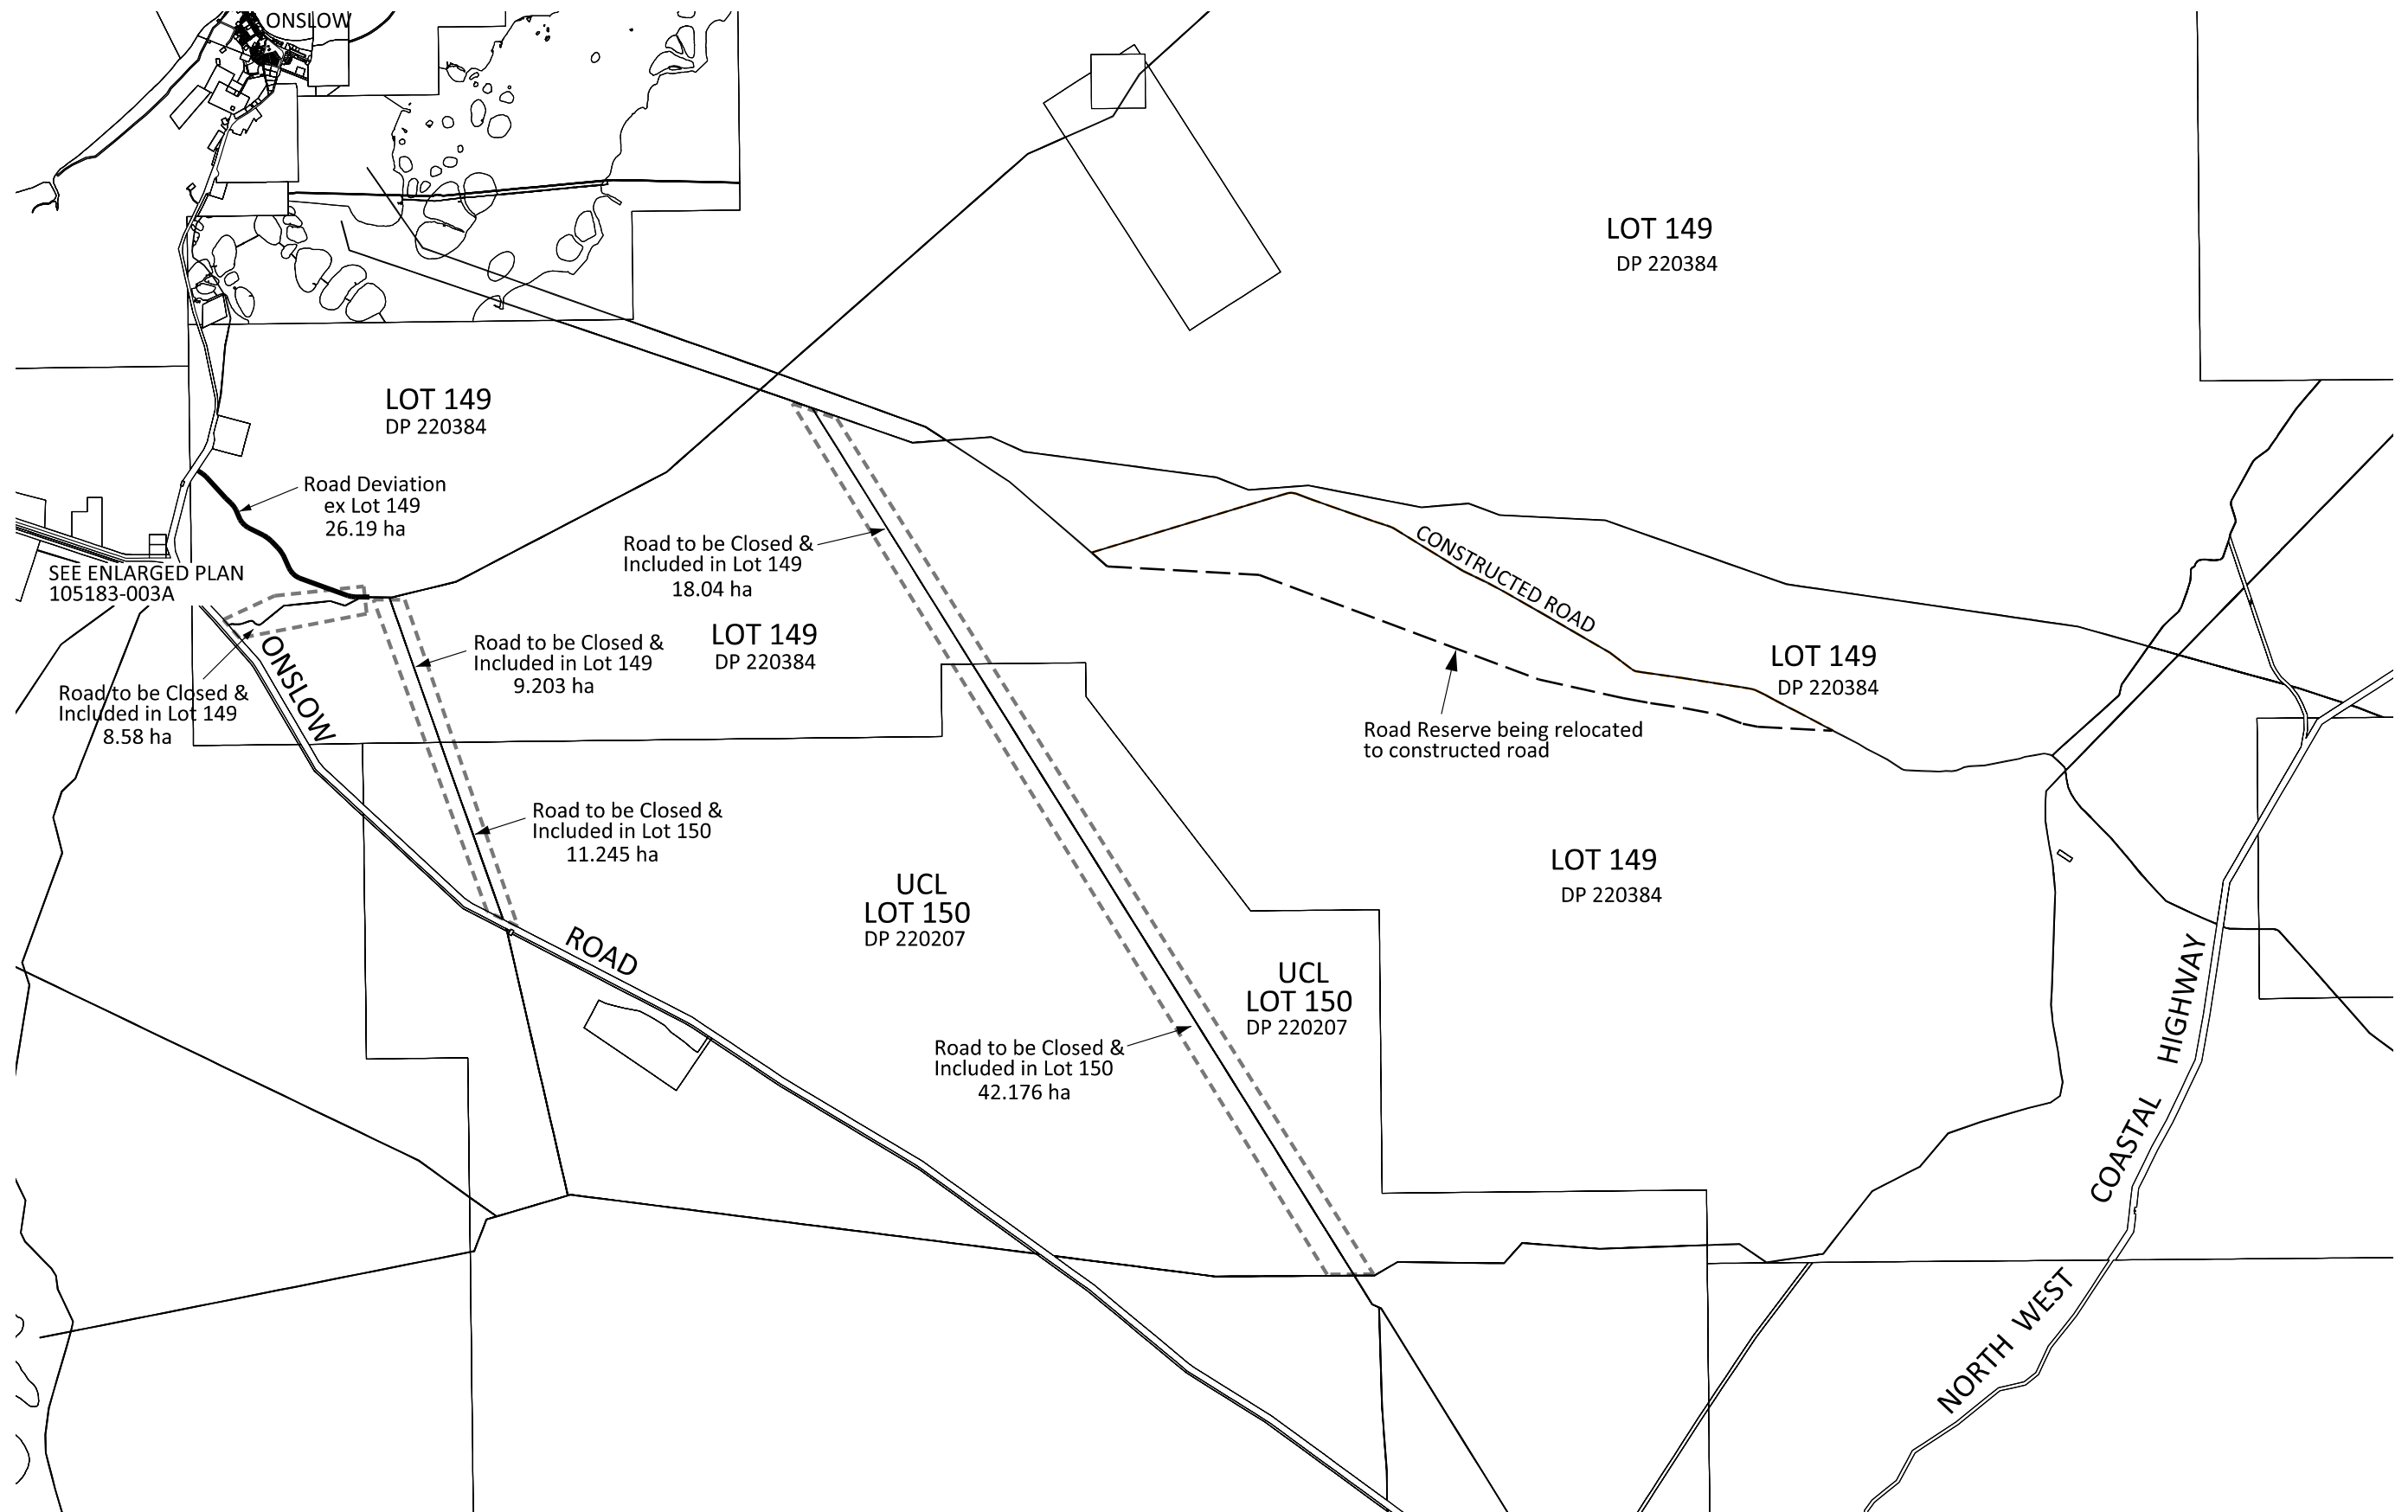 ONSLOW
LOT 149
DP 220384
LOT 149
DP 220384
Road Deviation
ex Lot 149
26.19 ha
Road to be Closed &
Included in Lot 149
18.04 ha
CONSTRUCTED ROAD
SEE ENLARGED PLAN
105183-003A
LOT 149
DP 220384
Road to be Closed &
Included in Lot 149
9.203 ha
LOT 149
DP 220384
Road to be Closed &
Included in Lot 149
8.58 ha
ONSLOW
Road Reserve being relocated
to constructed road
Road to be Closed &
Included in Lot 150
11.245 ha
UCL
LOT 150
DP 220207
LOT 149
DP 220384
ROAD
UCL
LOT 150
DP 220207
Road to be Closed &
Included in Lot 150
42.176 ha
NORTH WEST COASTAL HIGHWAY